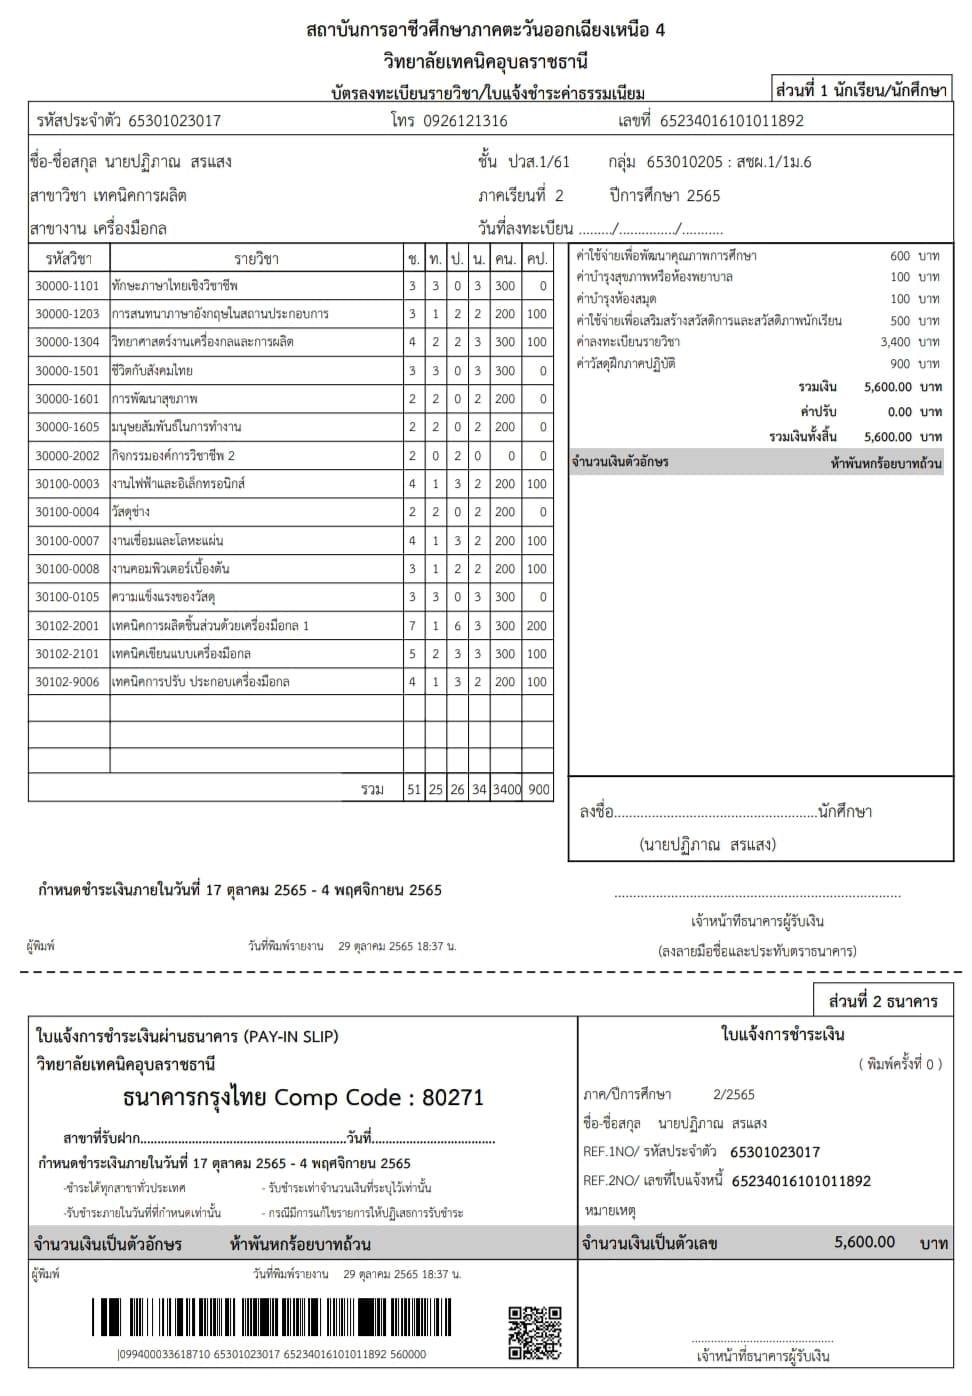 สถาบันการอาชีวศึกษาภาคตะวันออกเฉียงเหนือ 4
วิทยาลัยเทคนิคอุบลราชธานี
บัตรลงทะเบียนรายวิชา/ใบแจ้งชำระค่าธรรมเนียม
ส่วนที่ 1 นักเรียน/นักศึกษา
รหัสประจำตัว 65301023017 โทร 0926121316 เลขที่ 65234016101011892
ชื่อ-ชื่อสกุล นายปฏิภาณ สรแสง ชั้น ปวส.1/61 กลุ่ม 653010205 : สชผ.1/1ม.6
สาขาวิชา เทคนิคการผลิต ภาคเรียนที่ 2 ปีการศึกษา 2565
สาขางาน เครื่องมือกล วันที่ลงทะเบียน ........./.............../..........
รหัสวิชา รายวิชา ช. ท. ป. น. คน. คป.
30000-1101 ทักษะภาษาไทยเชิงวิชาชีพ 3 3 0 3 300 0
30000-1203 การสนทนาภาษาอังกฤษในสถานประกอบการ 3 1 2 2 200 100
30000-1304 วิทยาศาสตร์งานเครื่องกลและการผลิต 4 2 2 3 300 100
30000-1501 ชีวิตกับสังคมไทย 3 3 0 3 300 0
30000-1601 การพัฒนาสุขภาพ 2 2 0 2 200 0
30000-1605 มนุษยสัมพันธ์ในการทำงาน 2 2 0 2 200 0
30000-2002 กิจกรรมองค์การวิชาชีพ 2 2 0 2 0 0 0
30100-0003 งานไฟฟ้าและอิเล็กทรอนิกส์ 4 1 3 2 200 100
30100-0004 วัสดุช่าง 2 2 0 2 200 0
30100-0007 งานเชื่อมและโลหะแผ่น 4 1 3 2 200 100
30100-0008 งานคอมพิวเตอร์เบื้องต้น 3 1 2 2 200 100
30100-0105 ความแข็งแรงของวัสดุ 3 3 0 3 300 0
30102-2001 เทคนิคการผลิตชิ้นส่วนด้วยเครื่องมือกล 1 7 1 6 3 300 200
30102-2101 เทคนิคเขียนแบบเครื่องมือกล 5 2 3 3 300 100
30102-9006 เทคนิคการปรับ ประกอบเครื่องมือกล 4 1 3 2 200 100
รวม 51 25 26 34 3400 900
ค่าใช้จ่ายเพื่อพัฒนาคุณภาพการศึกษา 600 บาท
ค่าบำรุงสุขภาพหรือห้องพยาบาล 100 บาท
ค่าบำรุงห้องสมุด 100 บาท
ค่าใช้จ่ายเพื่อเสริมสร้างสวัสดิการและสวัสดิภาพนักเรียน 500 บาท
ค่าลงทะเบียนรายวิชา 3,400 บาท
ค่าวัสดุฝึกภาคปฏิบัติ 900 บาท
รวมเงิน 5,600.00 บาท
ค่าปรับ 0.00 บาท
รวมเงินทั้งสิ้น 5,600.00 บาท
จำนวนเงินตัวอักษร ห้าพันหกร้อยบาทถ้วน
ลงชื่อ......................................................นักศึกษา
(นายปฏิภาณ สรแสง)
กำหนดชำระเงินภายในวันที่ 17 ตุลาคม 2565 - 4 พฤศจิกายน 2565
เจ้าหน้าที่ธนาคารผู้รับเงิน
ผู้พิมพ์ วันที่พิมพ์รายงาน 29 ตุลาคม 2565 18:37 น. (ลงลายมือชื่อและประทับตราธนาคาร)
ส่วนที่ 2 ธนาคาร
ใบแจ้งการชำระเงินผ่านธนาคาร (PAY-IN SLIP)
วิทยาลัยเทคนิคอุบลราชธานี
ธนาคารกรุงไทย Comp Code : 80271
สาขาที่รับฝาก............................................................วันที่....................................
กำหนดชำระเงินภายในวันที่ 17 ตุลาคม 2565 - 4 พฤศจิกายน 2565
-ชำระได้ทุกสาขาทั่วประเทศ - รับชำระเท่าจำนวนเงินที่ระบุไว้เท่านั้น
-รับชำระภายในวันที่ที่กำหนดเท่านั้น - กรณีมีการแก้ไขรายการให้ปฏิเสธการรับชำระ
จำนวนเงินเป็นตัวอักษร ห้าพันหกร้อยบาทถ้วน
ผู้พิมพ์ วันที่พิมพ์รายงาน 29 ตุลาคม 2565 18:37 น.
|099400033618710 65301023017 65234016101011892 560000
ใบแจ้งการชำระเงิน
( พิมพ์ครั้งที่ 0 )
ภาค/ปีการศึกษา 2/2565
ชื่อ-ชื่อสกุล นายปฏิภาณ สรแสง
REF.1NO/ รหัสประจำตัว 65301023017
REF.2NO/ เลขที่ใบแจ้งหนี้ 65234016101011892
หมายเหตุ
จำนวนเงินเป็นตัวเลข 5,600.00 บาท
เจ้าหน้าที่ธนาคารผู้รับเงิน